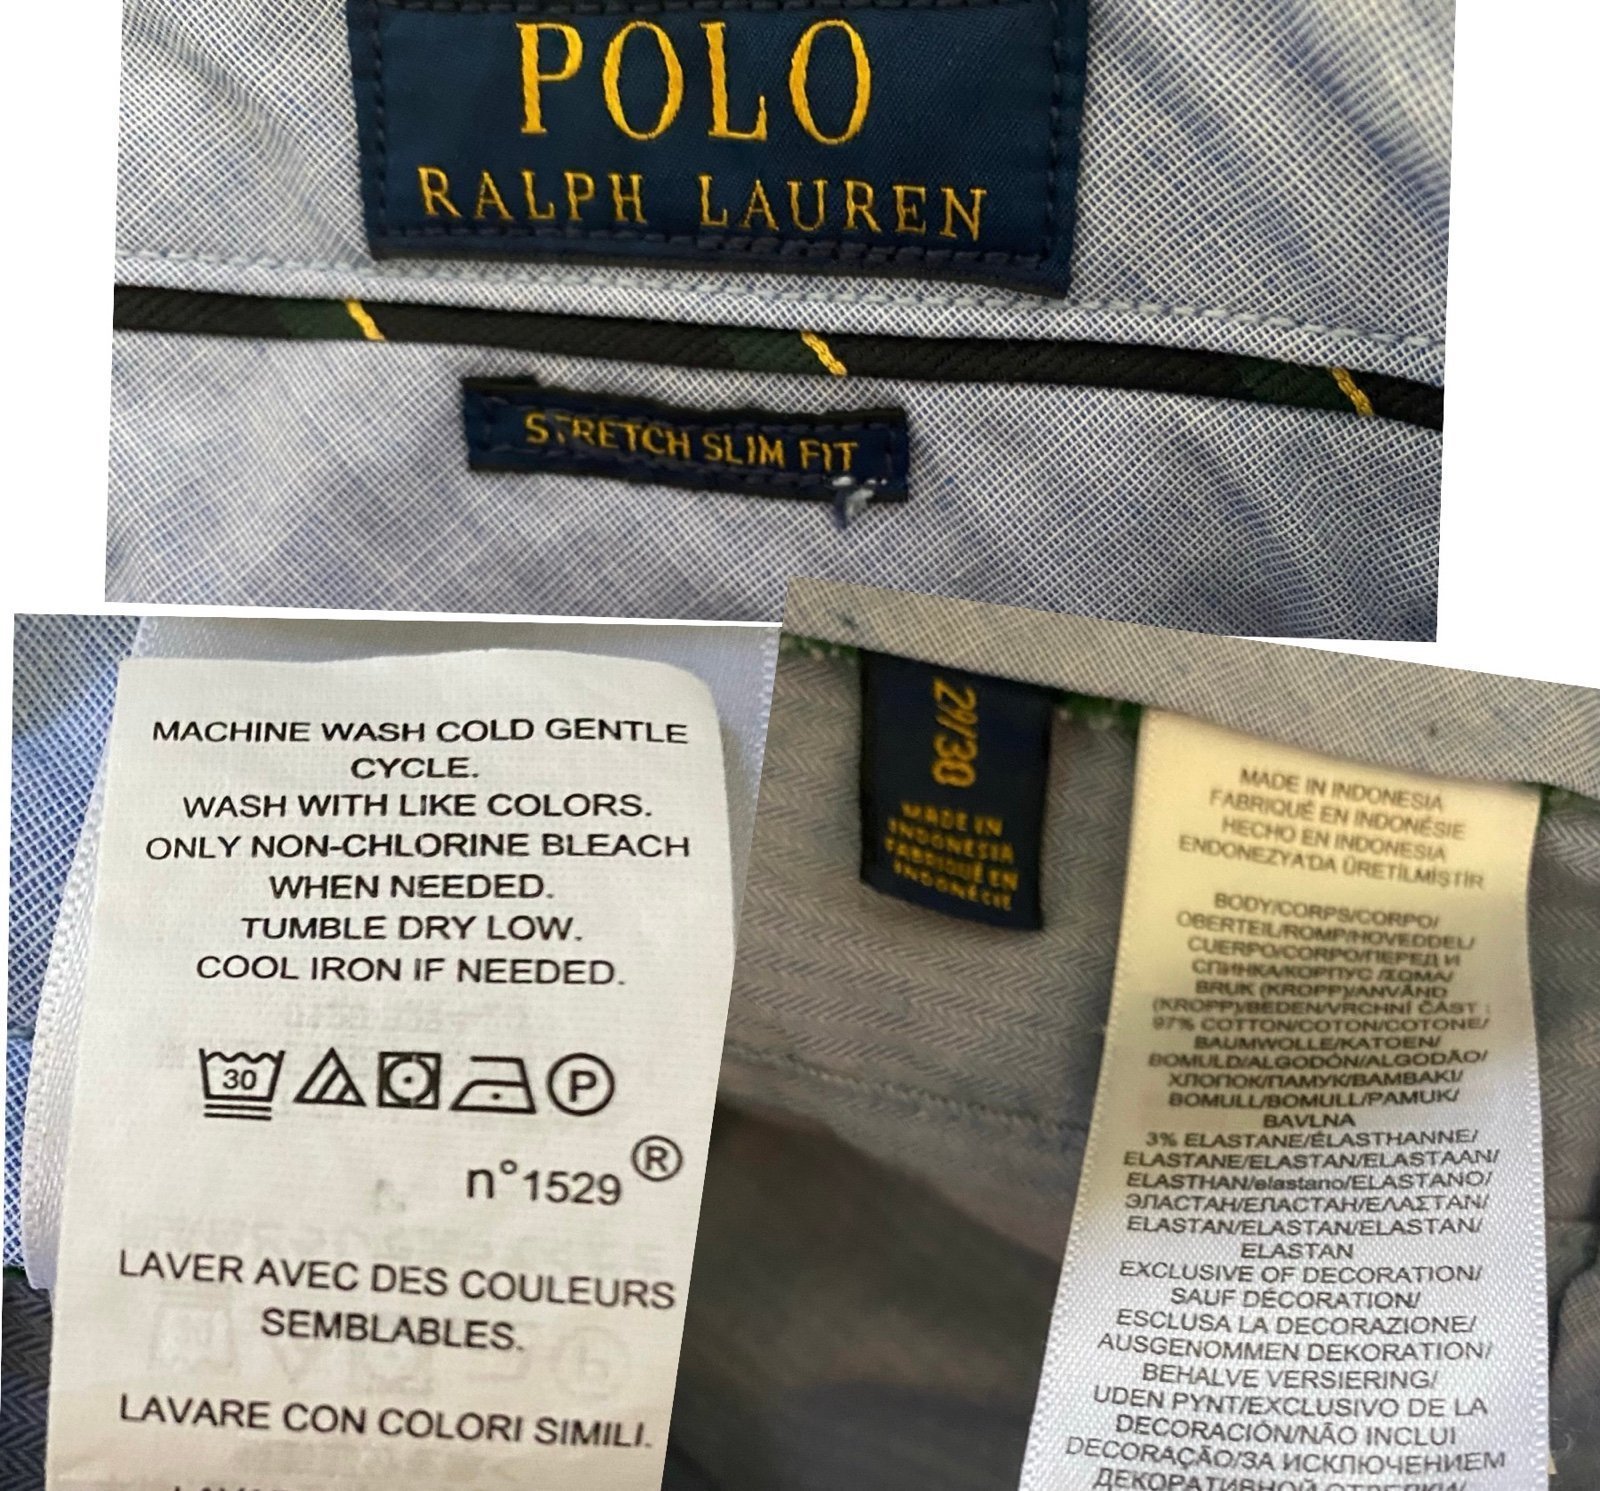 POLO
RALPH LAUREN
STRETCH SLIM FIT
MACHINE WASH COLD GENTLE
CYCLE.
WASH WITH LIKE COLORS.
ONLY NON-CHLORINE BLEACH
WHEN NEEDED.
TUMBLE DRY LOW.
COOL IRON IF NEEDED.
30
P
n°1529 ®
LAVER AVEC DES COULEURS
SEMBLABLES.
LAVARE CON COLORI SIMILI.
29/30
MADE IN
INDONESIA
FABRIQUÉ EN
INDONÉSIE
MADE IN INDONESIA
FABRIQUÉ EN INDONÉSIE
HECHO EN INDONESIA
ENDONEZYA'DA ÜRETİLMİŞTİR
BODY/CORPS/CORPO/
OBERTEIL/ROMP/HOVEDDEL/
CUERPO/CORPO/ПЕРЕД И
СПИНКА/КОРПУС /ΣΩΜΑ/
BRUK (KROPP)/ANVÄND
(KROPP)/BEDEN/VRCHNÍ ČÁST :
97% COTTON/COTON/COTONE/
BAUMWOLLE/KATOEN/
BOMULD/ALGODÓN/ALGODÃO/
ХЛОПОК/ПАМУК/ΒΑΜΒΑΚΙ/
BOMULL/BOMULL/PAMUK/
BAVLNA
3% ELASTANE/ÉLASTHANNE/
ELASTANE/ELASTAN/ELASTAAN/
ELASTHAN/elastano/ELASTANO/
ЭЛАСТАН/ЕЛАСТАН/ΕΛΑΣΤΑΝ/
ELASTAN/ELASTAN/ELASTAN/
ELASTAN
EXCLUSIVE OF DECORATION/
SAUF DÉCORATION/
ESCLUSA LA DECORAZIONE/
AUSGENOMMEN DEKORATION/
BEHALVE VERSIERING/
UDEN PYNT/EXCLUSIVO DE LA
DECORACIÓN/NÃO INCLUI
DECORAÇÃO/ЗА ИСКЛЮЧЕНИЕМ
ДЕКОРАТИВНОЙ ОТДЕЛКИ/